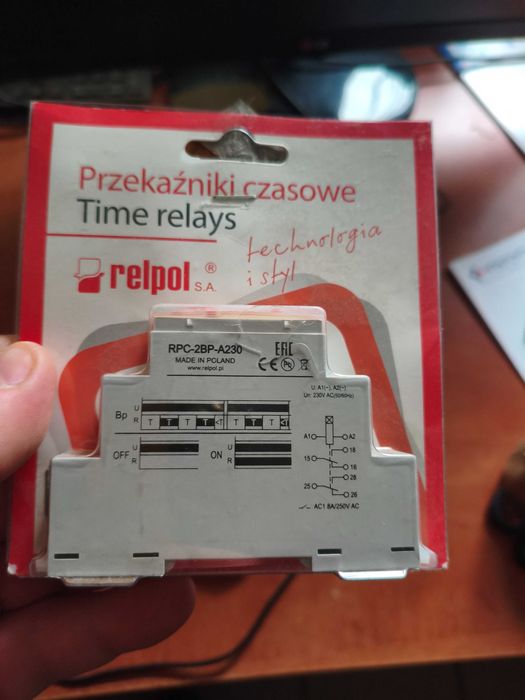 Przekaźniki czasowe
Time relays
technologia
i styl
relpol ® S.A.
RPC-2BP-A230
MADE IN POLAND
www.relpol.pl
CE EAC
U: A1(~), A2(~)
Un: 230V AC(50/60Hz)
Bp U
R T T T <T T T <T
OFF U
R
ON U
R
A1 A2
18
15 16
28
25 26
AC1 8A/250V AC